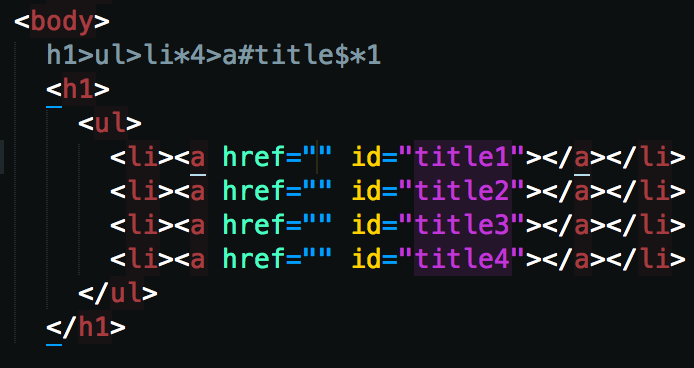 <body>
h1>ul>li*4>a#title$*1
<h1>
<ul>
<li><a href="" id="title1"></a></li>
<li><a href="" id="title2"></a></li>
<li><a href="" id="title3"></a></li>
<li><a href="" id="title4"></a></li>
</ul>
</h1>